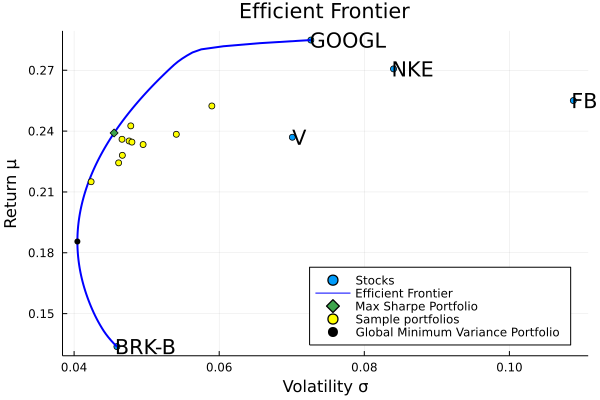 Efficient Frontier
GOOGL
NKE
FB
V
BRK-B
Return μ
0.27
0.24
0.21
0.18
0.15
0.04
0.06
0.08
0.10
Volatility σ
Stocks
Efficient Frontier
Max Sharpe Portfolio
Sample portfolios
Global Minimum Variance Portfolio